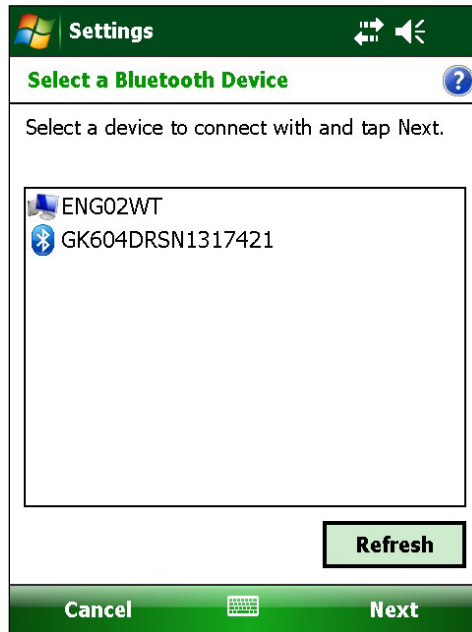 Settings
Select a Bluetooth Device
?
Select a device to connect with and tap Next.
ENG02WT
GK604DRSN1317421
Refresh
Cancel
Next